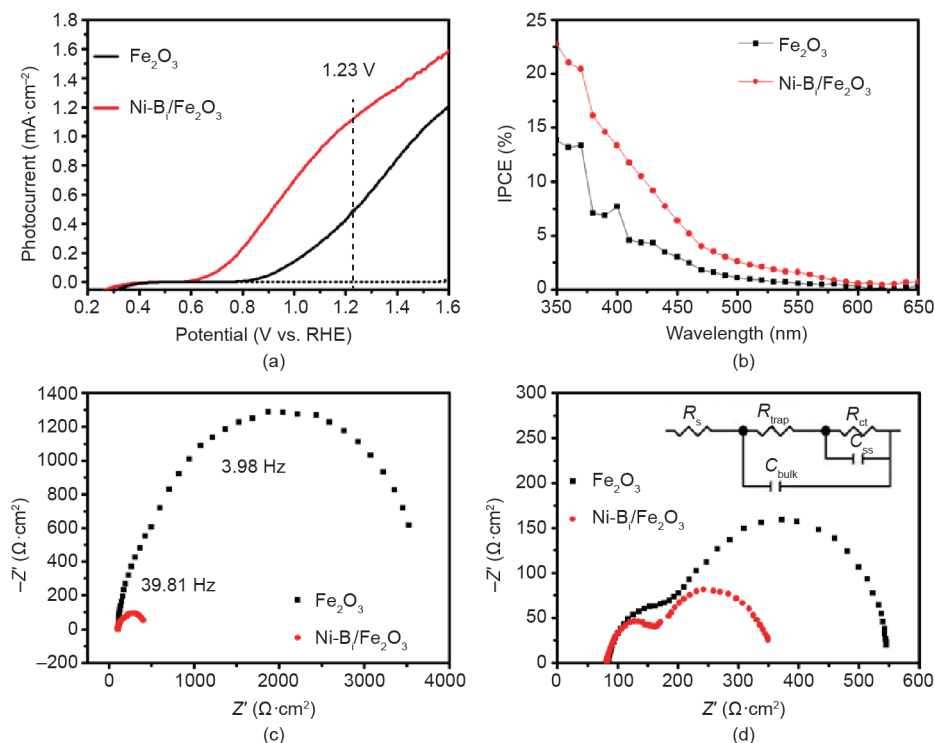 1.8
1.6
1.4
1.2
1.0
0.8
0.6
0.4
0.2
0.0
Photocurrent (mA·cm⁻²)
Fe₂O₃
Ni-Bᵢ/Fe₂O₃
1.23 V
0.2 0.4 0.6 0.8 1.0 1.2 1.4 1.6
Potential (V vs. RHE)
(a)
25
20
15
10
5
0
IPCE (%)
Fe₂O₃
Ni-Bᵢ/Fe₂O₃
350 400 450 500 550 600 650
Wavelength (nm)
(b)
1400
1200
1000
800
600
400
200
0
–200
–Z′ (Ω·cm²)
3.98 Hz
39.81 Hz
Fe₂O₃
Ni-Bᵢ/Fe₂O₃
0 1000 2000 3000 4000
Z′ (Ω·cm²)
(c)
300
250
200
150
100
50
0
–Z′ (Ω·cm²)
Rₛ Rtrap Rct
Css
Cbulk
Fe₂O₃
Ni-Bᵢ/Fe₂O₃
0 100 200 300 400 500 600
Z′ (Ω·cm²)
(d)